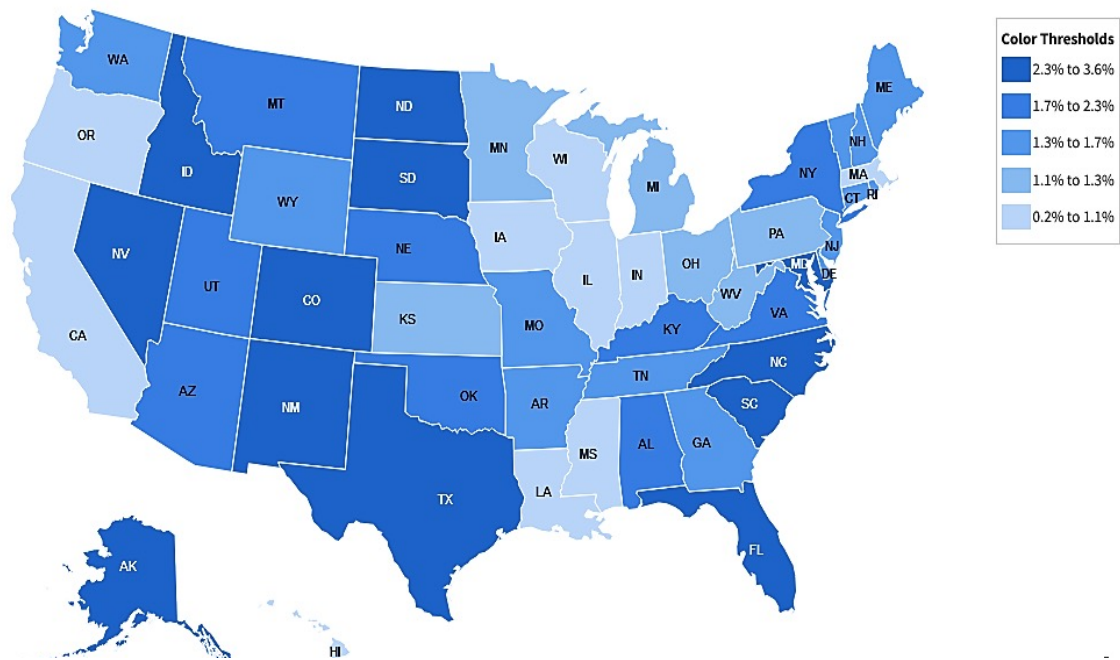 Color Thresholds
2.3% to 3.6%
1.7% to 2.3%
1.3% to 1.7%
1.1% to 1.3%
0.2% to 1.1%
WA
MT
ND
MN
ME
OR
ID
SD
WI
MI
NY
NH
MA
CT
RI
WY
NE
IA
PA
NJ
NV
UT
CO
KS
IL
IN
OH
MD
DE
WV
VA
CA
MO
KY
AZ
NM
OK
AR
TN
NC
SC
TX
LA
MS
AL
GA
FL
AK
HI